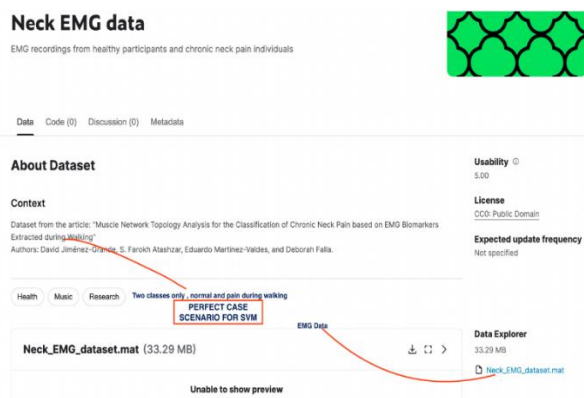 Neck EMG data
EMG recordings from healthy participants and chronic neck pain individuals
Data Code (0) Discussion (0) Metadata
About Dataset
Usability
5.00
Context
License
CC0: Public Domain
Dataset from the article: "Muscle Network Topology Analysis for the Classification of Chronic Neck Pain based on EMG Biomarkers
Extracted during Walking"
Authors: David Jiménez-Grande, S. Farokh Atashzar, Eduardo Martinez-Valdes, and Deborah Falla.
Expected update frequency
Not specified
Health Music Research Two classes only , normal and pain during walking
PERFECT CASE
SCENARIO FOR SVM
EMG Data
Neck_EMG_dataset.mat (33.29 MB)
Data Explorer
33.29 MB
Neck_EMG_dataset.mat
Unable to show preview